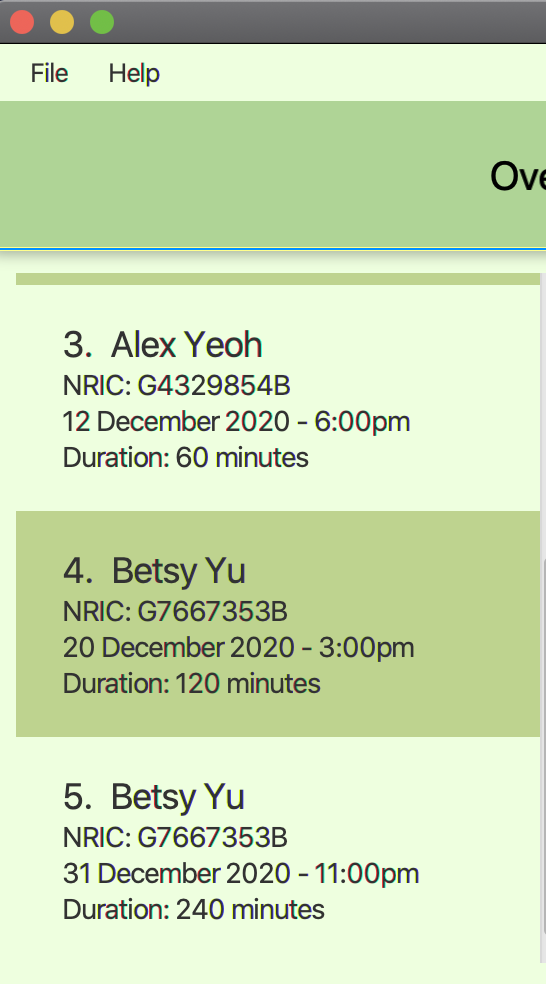 File Help
Ove
3. Alex Yeoh
NRIC: G4329854B
12 December 2020 - 6:00pm
Duration: 60 minutes
4. Betsy Yu
NRIC: G7667353B
20 December 2020 - 3:00pm
Duration: 120 minutes
5. Betsy Yu
NRIC: G7667353B
31 December 2020 - 11:00pm
Duration: 240 minutes